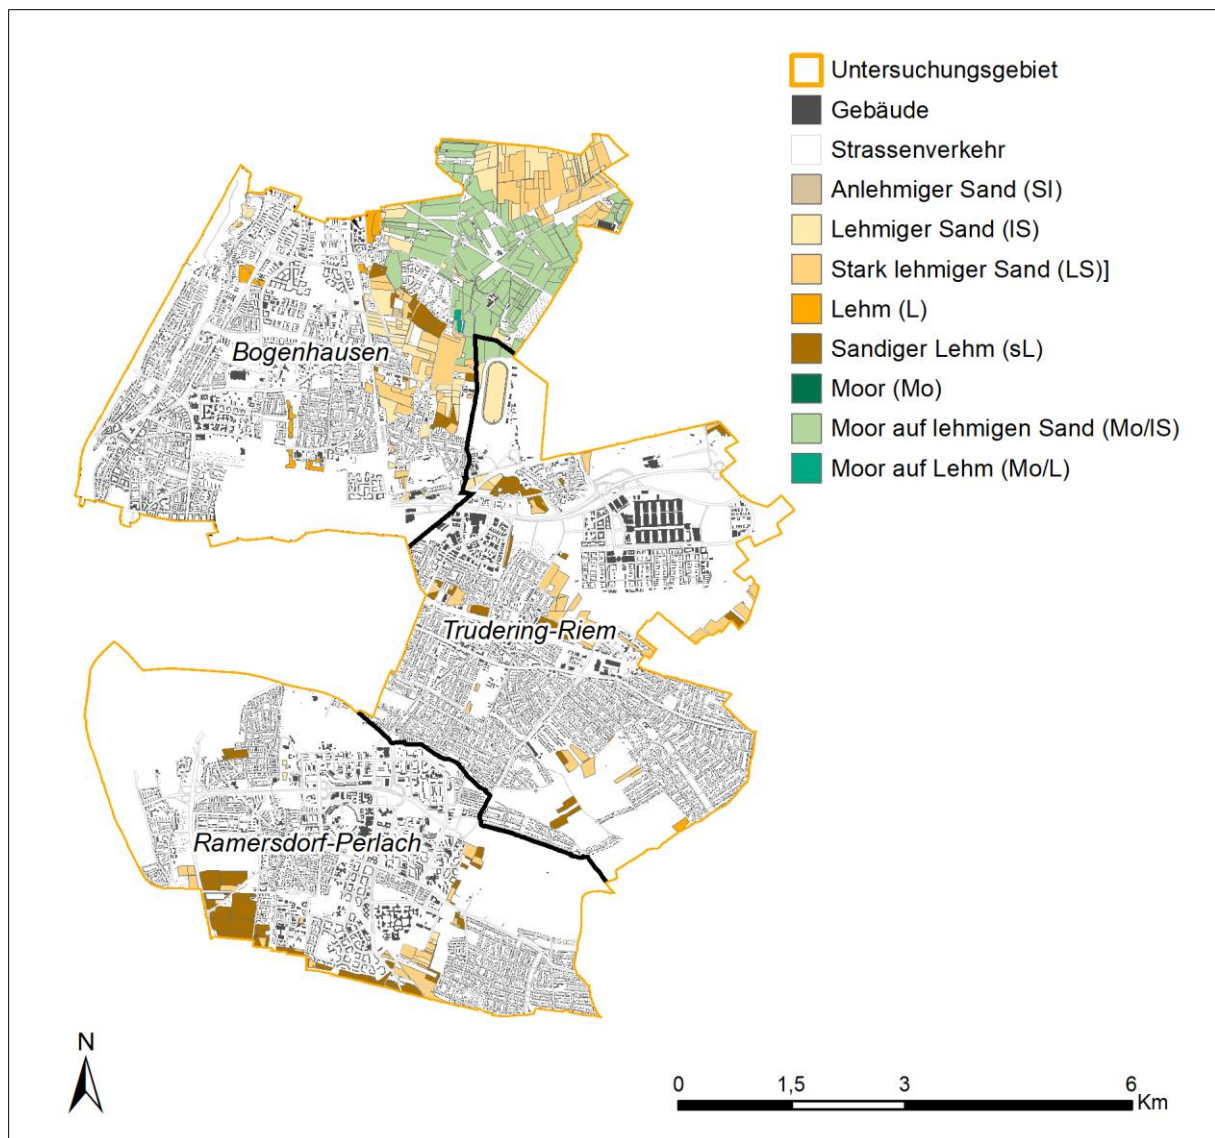 Untersuchungsgebiet
Gebäude
Strassenverkehr
Anlehmiger Sand (Sl)
Lehmiger Sand (lS)
Stark lehmiger Sand (LS)]
Lehm (L)
Sandiger Lehm (sL)
Moor (Mo)
Moor auf lehmigen Sand (Mo/lS)
Moor auf Lehm (Mo/L)
Bogenhausen
Trudering-Riem
Ramersdorf-Perlach
N
0 1,5 3 6
Km